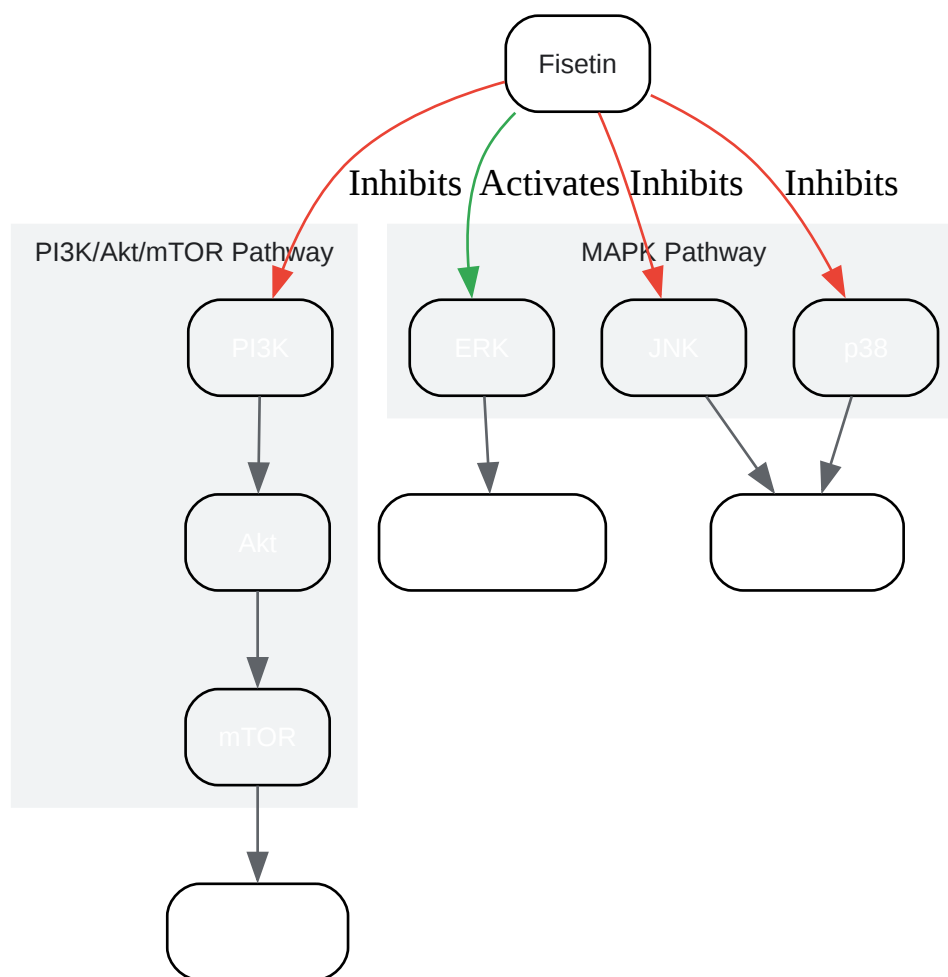 Fisetin
Inhibits
Activates
Inhibits
Inhibits
PI3K/Akt/mTOR Pathway
MAPK Pathway
PI3K
ERK
JNK
p38
Akt
mTOR